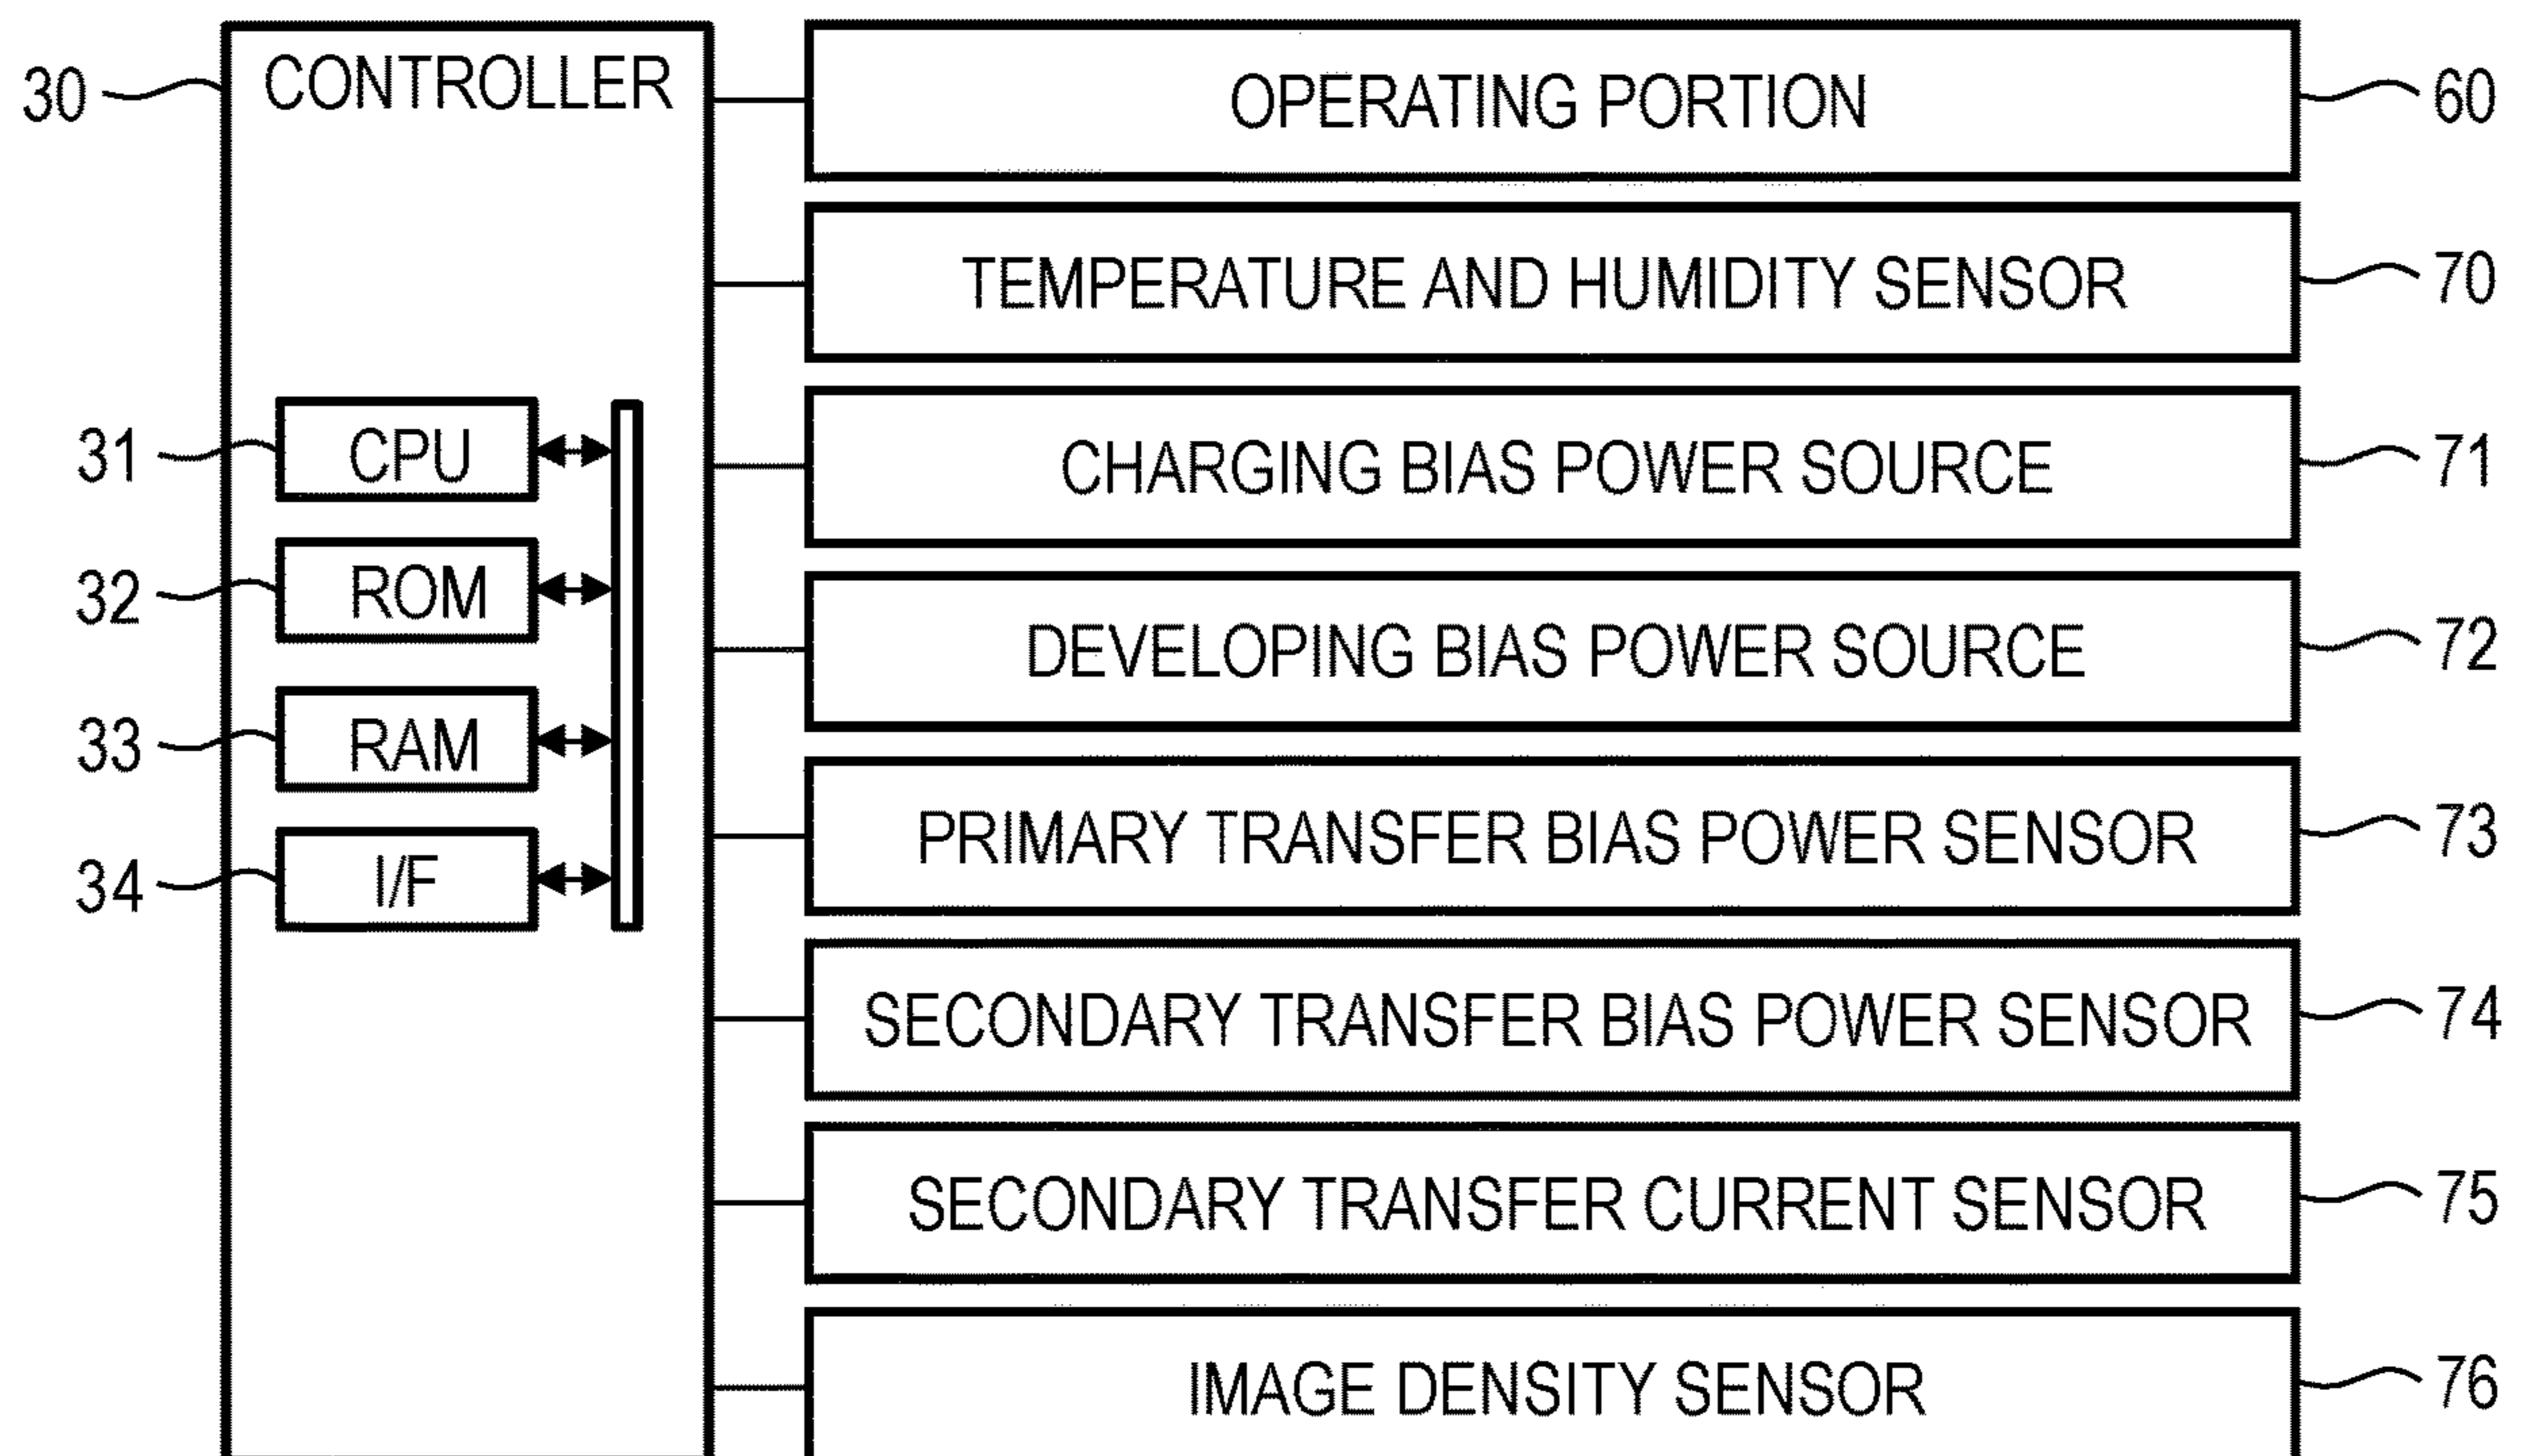 30
CONTROLLER
31
CPU
32
ROM
33
RAM
34
I/F
OPERATING PORTION
60
TEMPERATURE AND HUMIDITY SENSOR
70
CHARGING BIAS POWER SOURCE
71
DEVELOPING BIAS POWER SOURCE
72
PRIMARY TRANSFER BIAS POWER SENSOR
73
SECONDARY TRANSFER BIAS POWER SENSOR
74
SECONDARY TRANSFER CURRENT SENSOR
75
IMAGE DENSITY SENSOR
76